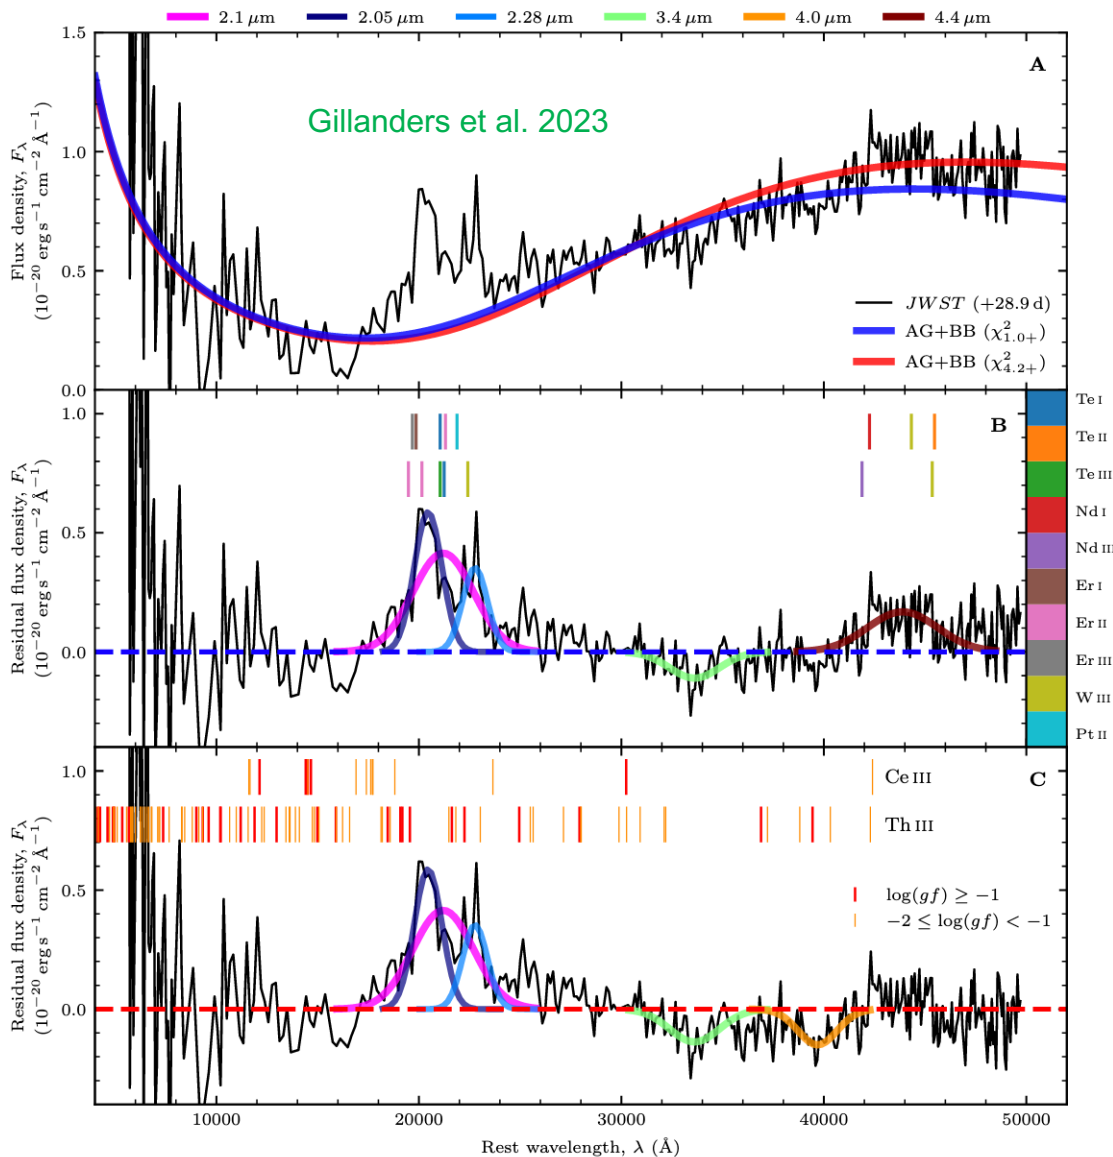 2.1 μm 2.05 μm 2.28 μm 3.4 μm 4.0 μm 4.4 μm
1.5
1.0
0.5
0.0
Flux density, Fλ
(10⁻²⁰ erg s⁻¹ cm⁻² Å⁻¹)
A
Gillanders et al. 2023
JWST (+28.9 d)
AG+BB (χ²₁.₀₊)
AG+BB (χ²₄.₂₊)
1.0
0.5
0.0
Residual flux density, Fλ
(10⁻²⁰ erg s⁻¹ cm⁻² Å⁻¹)
B
Te I
Te II
Te III
Nd I
Nd III
Er I
Er II
Er III
W III
Pt II
1.0
0.5
0.0
Residual flux density, Fλ
(10⁻²⁰ erg s⁻¹ cm⁻² Å⁻¹)
Ce III
C
Th III
log(gf) ≥ −1
−2 ≤ log(gf) < −1
10000 20000 30000 40000 50000
Rest wavelength, λ (Å)